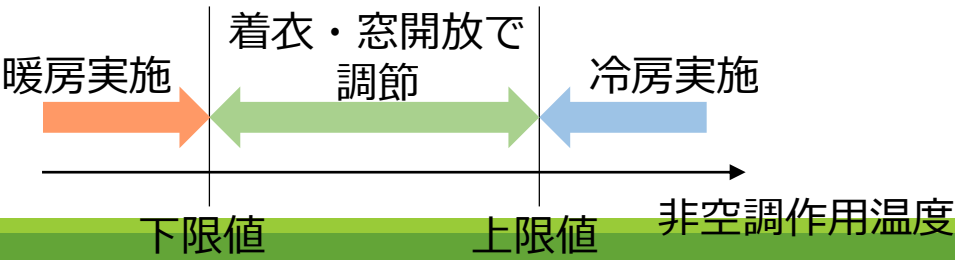 着衣・窓開放で
調節
暖房実施
冷房実施
下限値
上限値
非空調作用温度